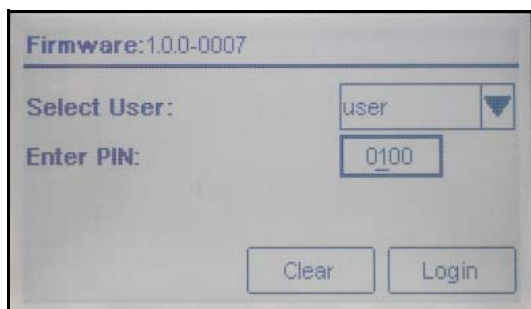 Firmware:1.0.0-0007
Select User: user
Enter PIN: 0100
Clear Login